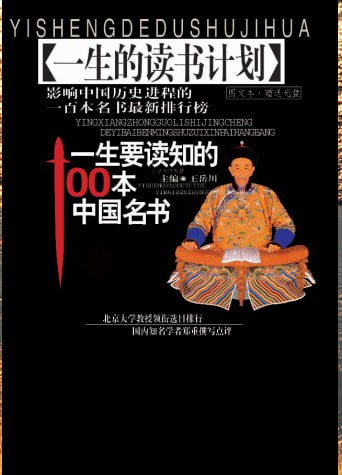 YISHENGDEDUSHUJIHUA
【一生的读书计划】
影响中国历史进程的
图文本·赠送光盘
一百本名书最新排行榜
YINGXIANGZHONGGUOLISHIJINGCHENG
DEYIBAIBENMINGSHUZUIXINPAIHANGBANG
一生要读知的
100本
主编 王岳川
中国名书
北京大学教授领衔选目排行
国内知名学者郑重撰写点评